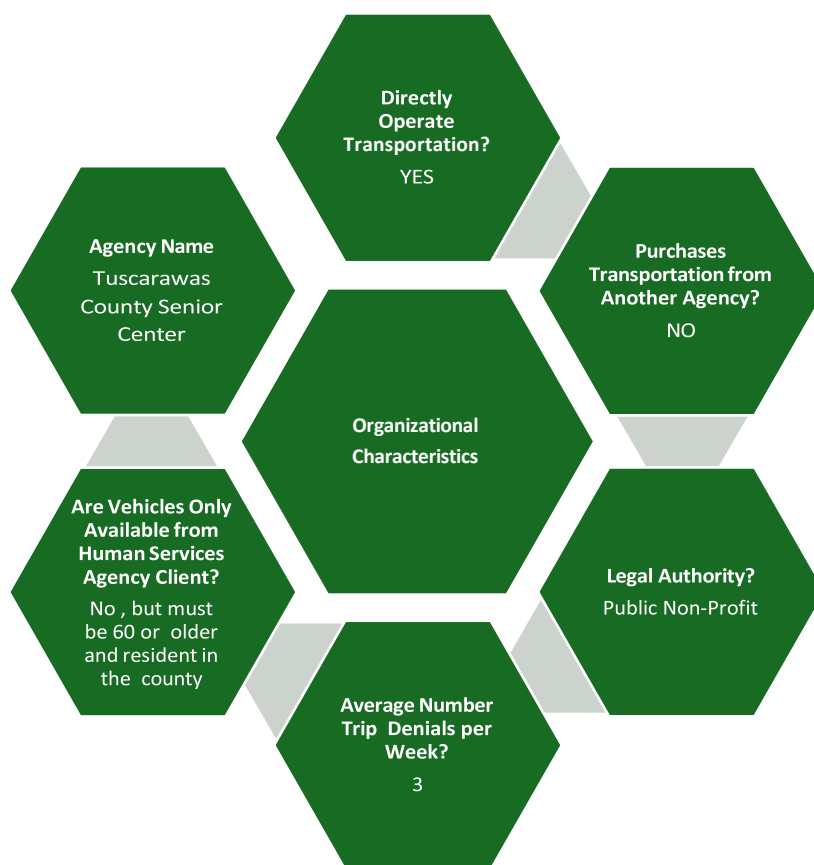 Directly
Operate
Transportation?
YES
Agency Name
Tuscarawas
County Senior
Center
Purchases
Transportation from
Another Agency?
NO
Organizational
Characteristics
Are Vehicles Only
Available from
Human Services
Agency Client?
No , but must
be 60 or older
and resident in
the county
Legal Authority?
Public Non-Profit
Average Number
Trip Denials per
Week?
3